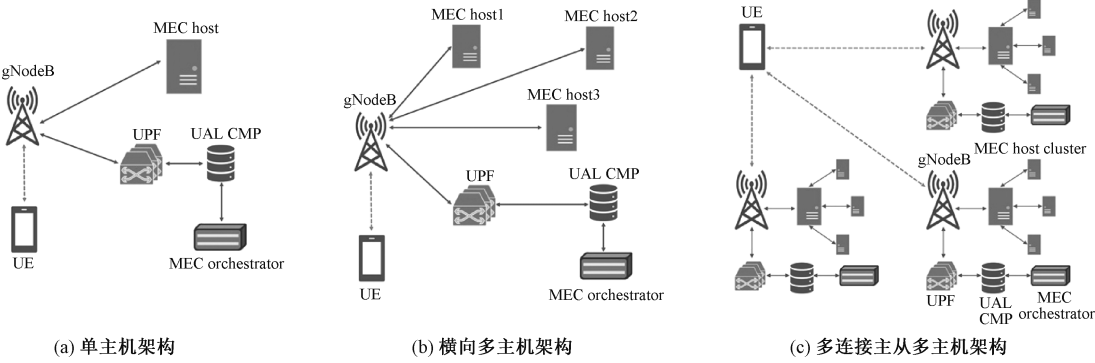 MEC host
gNodeB
UPF
UAL CMP
UE
MEC orchestrator
(a) 单主机架构
MEC host1
MEC host2
gNodeB
MEC host3
UPF
UAL CMP
UE
MEC orchestrator
(b) 横向多主机架构
UE
MEC host cluster
gNodeB
UPF
UAL
CMP
MEC
orchestrator
(c) 多连接主从多主机架构